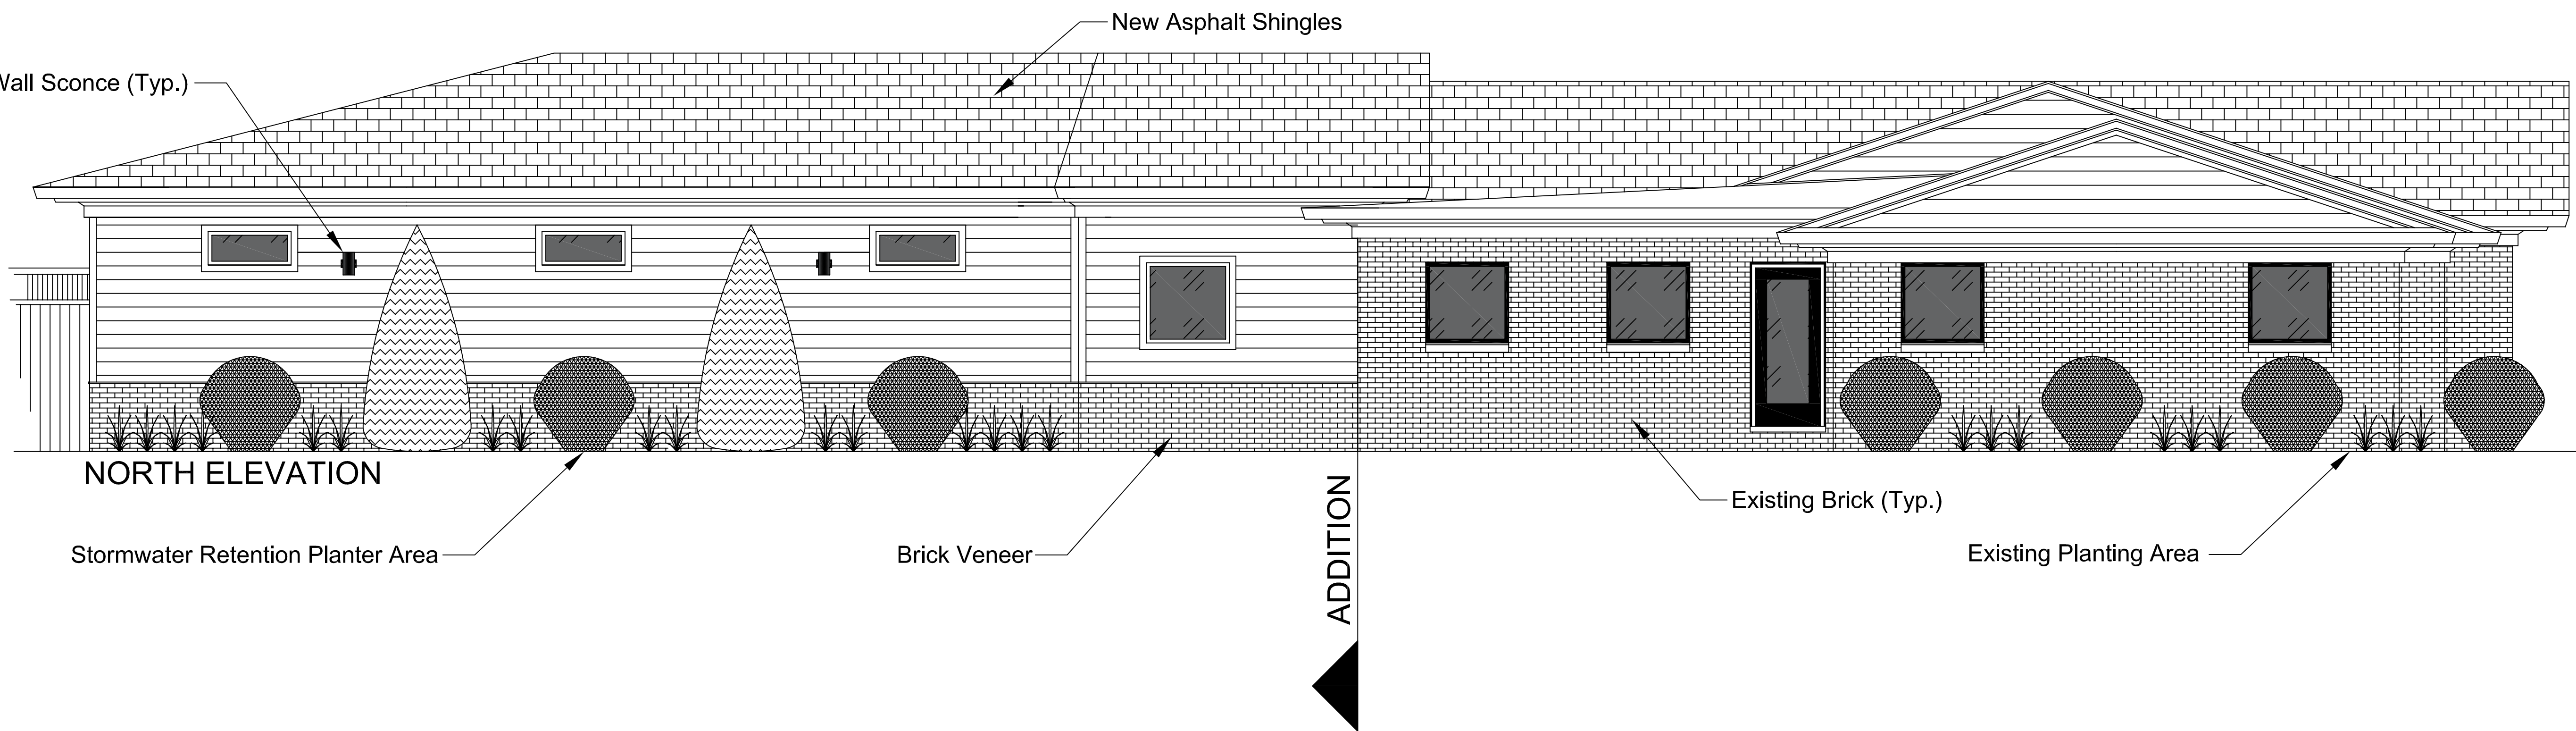 New Asphalt Shingles
Wall Sconce (Typ.)
NORTH ELEVATION
Stormwater Retention Planter Area
Brick Veneer
ADDITION
Existing Brick (Typ.)
Existing Planting Area